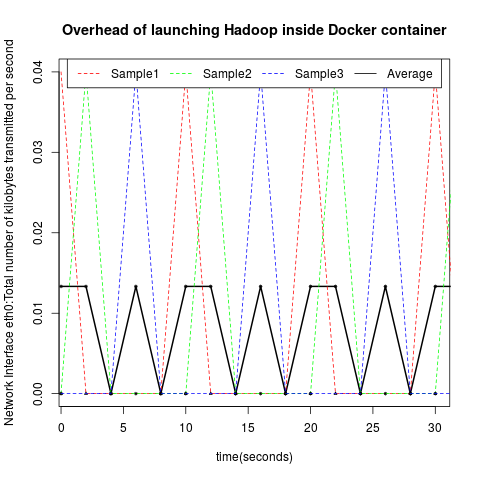 Overhead of launching Hadoop inside Docker container
Network Interface eth0:Total number of kilobytes transmitted per second
Sample1 Sample2 Sample3 Average
0.04
0.03
0.02
0.01
0.00
0 5 10 15 20 25 30
time(seconds)